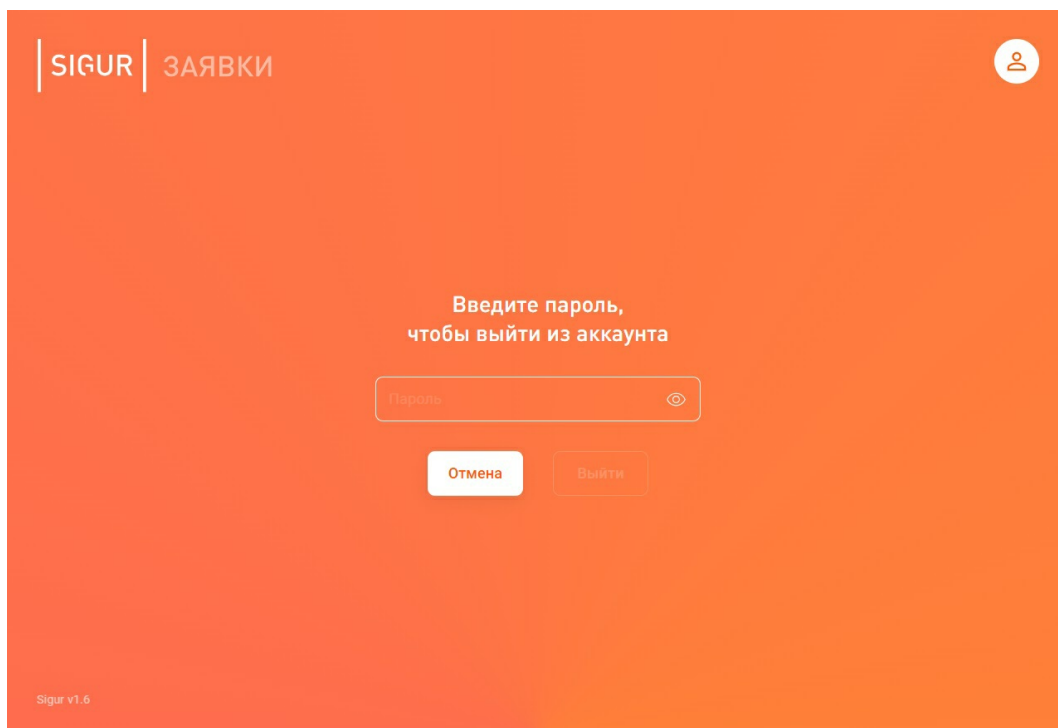 SIGUR ЗАЯВКИ
Введите пароль,
чтобы выйти из аккаунта
Пароль
Отмена Выйти
Sigur v1.6